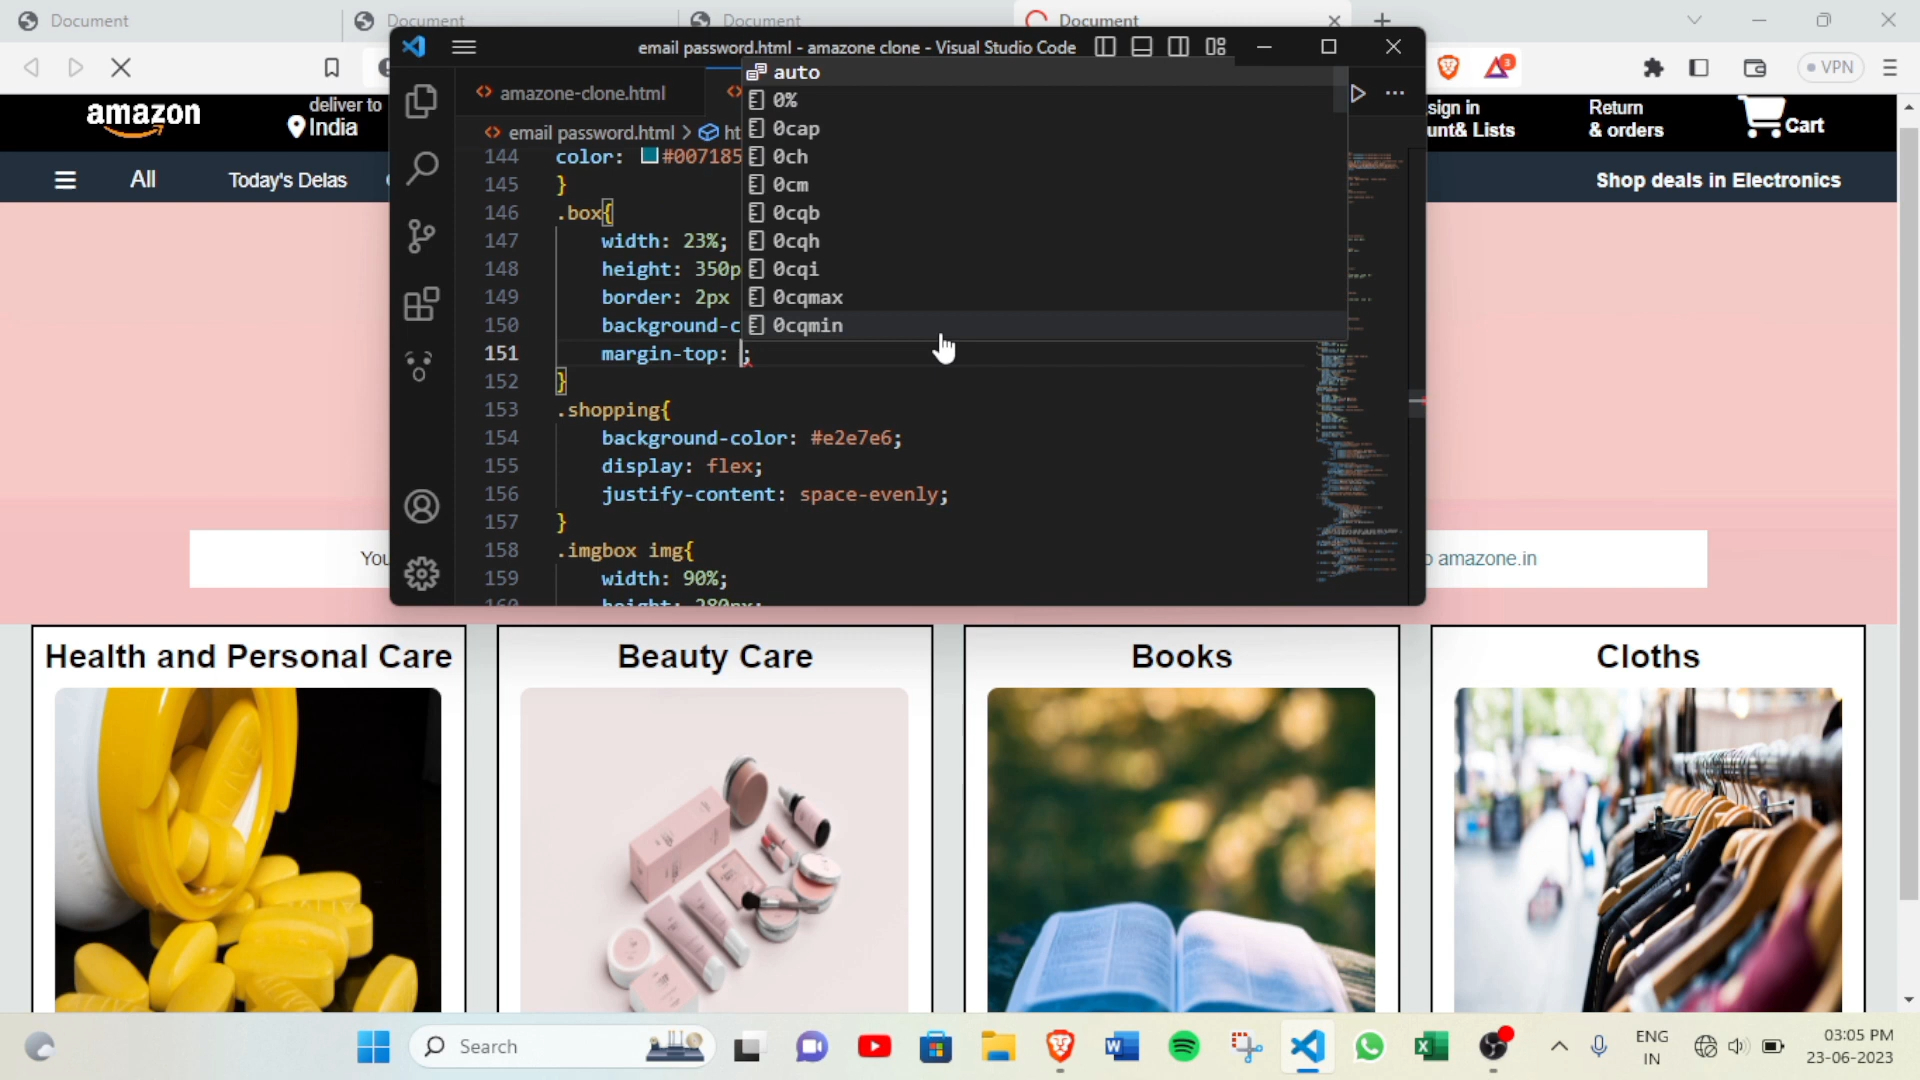 Document
Document
Document
Document
email password.html - amazone clone - Visual Studio Code
3
VPN
amazon
deliver to
India
sign in
unt& Lists
Return
& orders
Cart
All
Today's Delas
Shop deals in Electronics
amazone-clone.html
email password.html > ht
auto
0%
0cap
0ch
0cm
0cqb
0cqh
0cqi
0cqmax
0cqmin
144 color: #007185
145 }
146 .box{
147 width: 23%;
148 height: 350p
149 border: 2px
150 background-c
151 margin-top: ;
152 }
153 .shopping{
154 background-color: #e2e7e6;
155 display: flex;
156 justify-content: space-evenly;
157 }
158 .imgbox img{
159 width: 90%;
160 height: 280px;
You
amazone.in
Health and Personal Care
Beauty Care
Books
Cloths
Search
ENG
IN
03:05 PM
23-06-2023